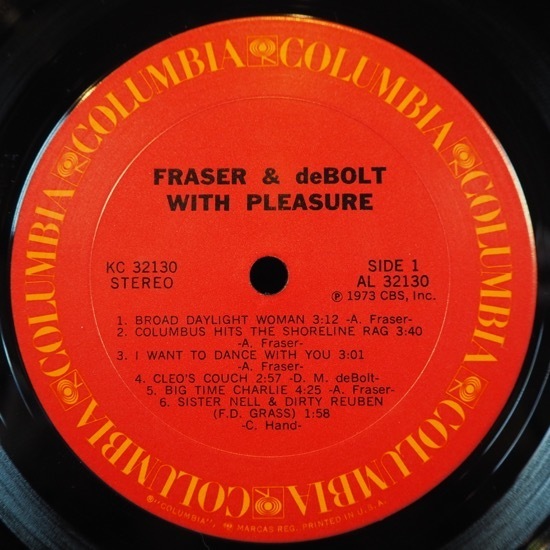 COLUMBIA COLUMBIA COLUMBIA COLUMBIA COLUMBIA COLUMBIA
FRASER & deBOLT
WITH PLEASURE
KC 32130
STEREO
SIDE 1
AL 32130
Ⓟ 1973 CBS, Inc.
1. BROAD DAYLIGHT WOMAN 3:12 -A. Fraser-
2. COLUMBUS HITS THE SHORELINE RAG 3:40
-A. Fraser-
3. I WANT TO DANCE WITH YOU 3:01
-A. Fraser-
4. CLEO'S COUCH 2:57 -D. M. deBolt-
5. BIG TIME CHARLIE 4:25 -A. Fraser-
6. SISTER NELL & DIRTY REUBEN
(F.D. GRASS) 1:58
-C. Hand-
®"COLUMBIA", MARCAS REG. PRINTED IN U.S.A.